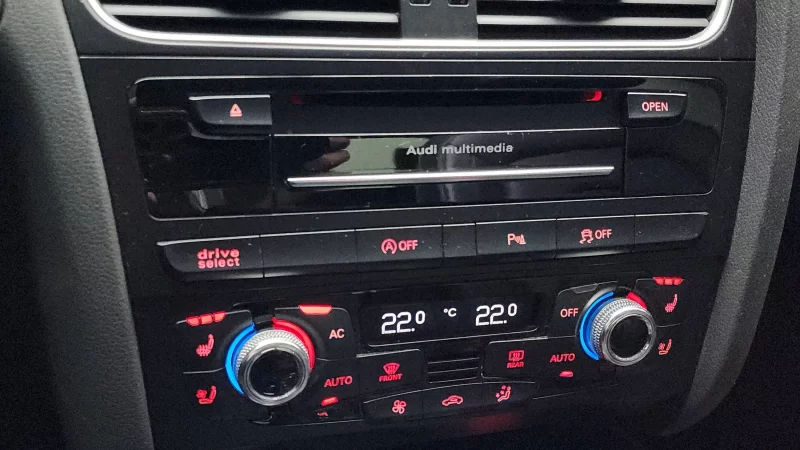 OPEN
Audi multimedia
drive
select
A OFF
P
OFF
22.0 °C 22.0
OFF
AC
AUTO
FRONT
REAR
AUTO